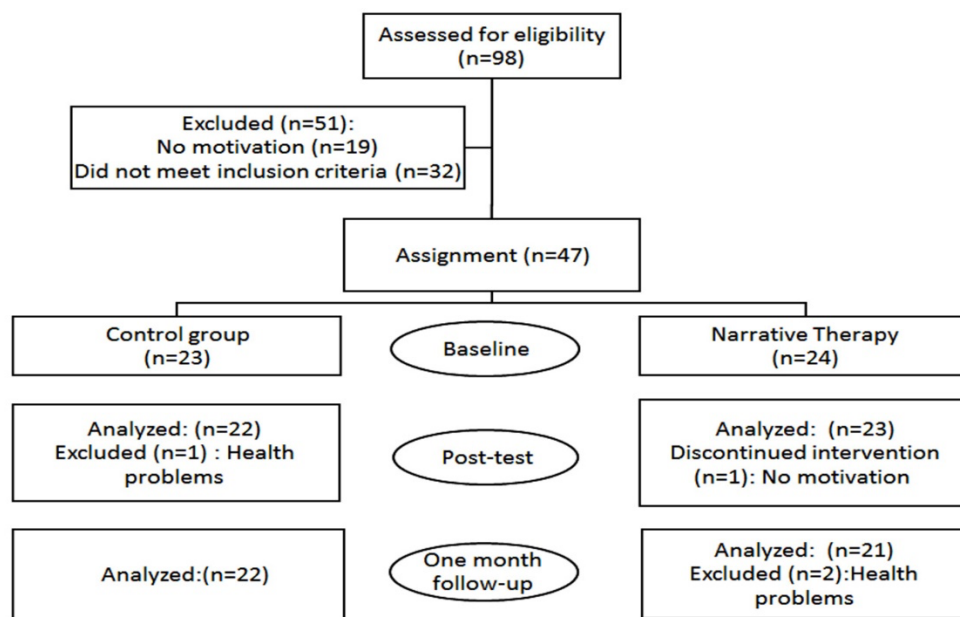 Assessed for eligibility
(n=98)
Excluded (n=51):
No motivation (n=19)
Did not meet inclusion criteria (n=32)
Assignment (n=47)
Control group
(n=23)
Baseline
Narrative Therapy
(n=24)
Analyzed: (n=22)
Excluded (n=1) : Health
problems
Post-test
Analyzed: (n=23)
Discontinued intervention
(n=1): No motivation
Analyzed:(n=22)
One month
follow-up
Analyzed: (n=21)
Excluded (n=2):Health
problems